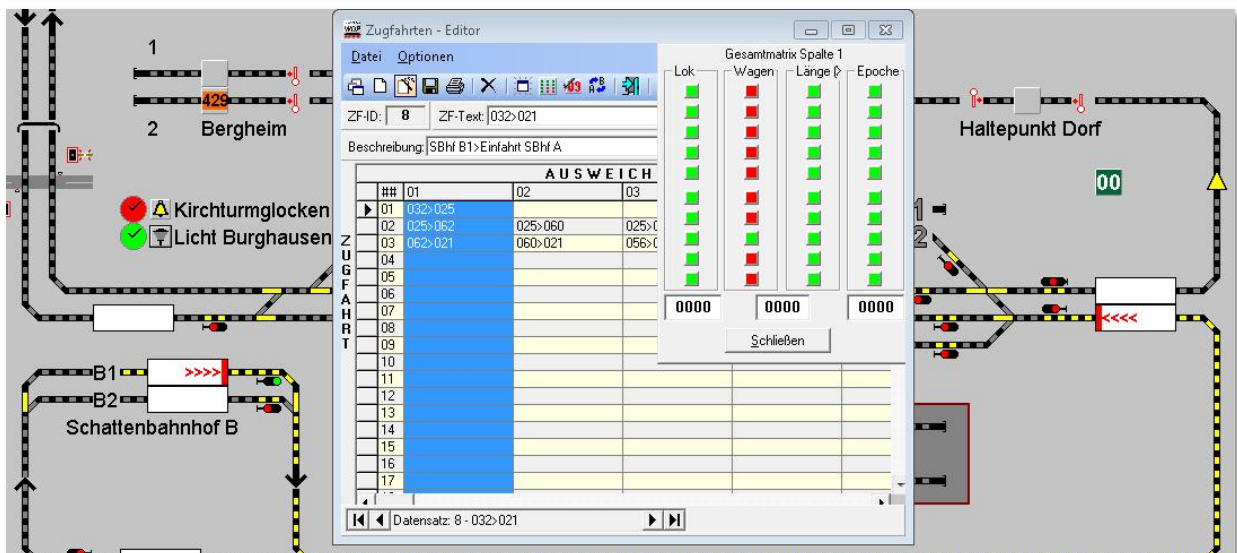 1
429
2 Bergheim
Kirchturmglocken
Licht Burghausen
B1 >>>>
B2
Schattenbahnhof B
WDP Zugfahrten - Editor
Datei Optionen
ZF-ID: 8 ZF-Text: 032>021
Beschreibung: SBhf B1>Einfahrt SBhf A
AUSWEICH
ZUGFAHRT
## 01 02 03
01 032>025
02 025>062 025>060
03 062>021 060>021
04
05
06
07
08
09
10
11
12
13
14
15
16
17
Datensatz: 8 - 032>021
Gesamtmatrix Spalte 1
Lok Wagen Länge Epoche
0000 0000 0000
Schließen
Haltepunkt Dorf
00
1
2
<<<<